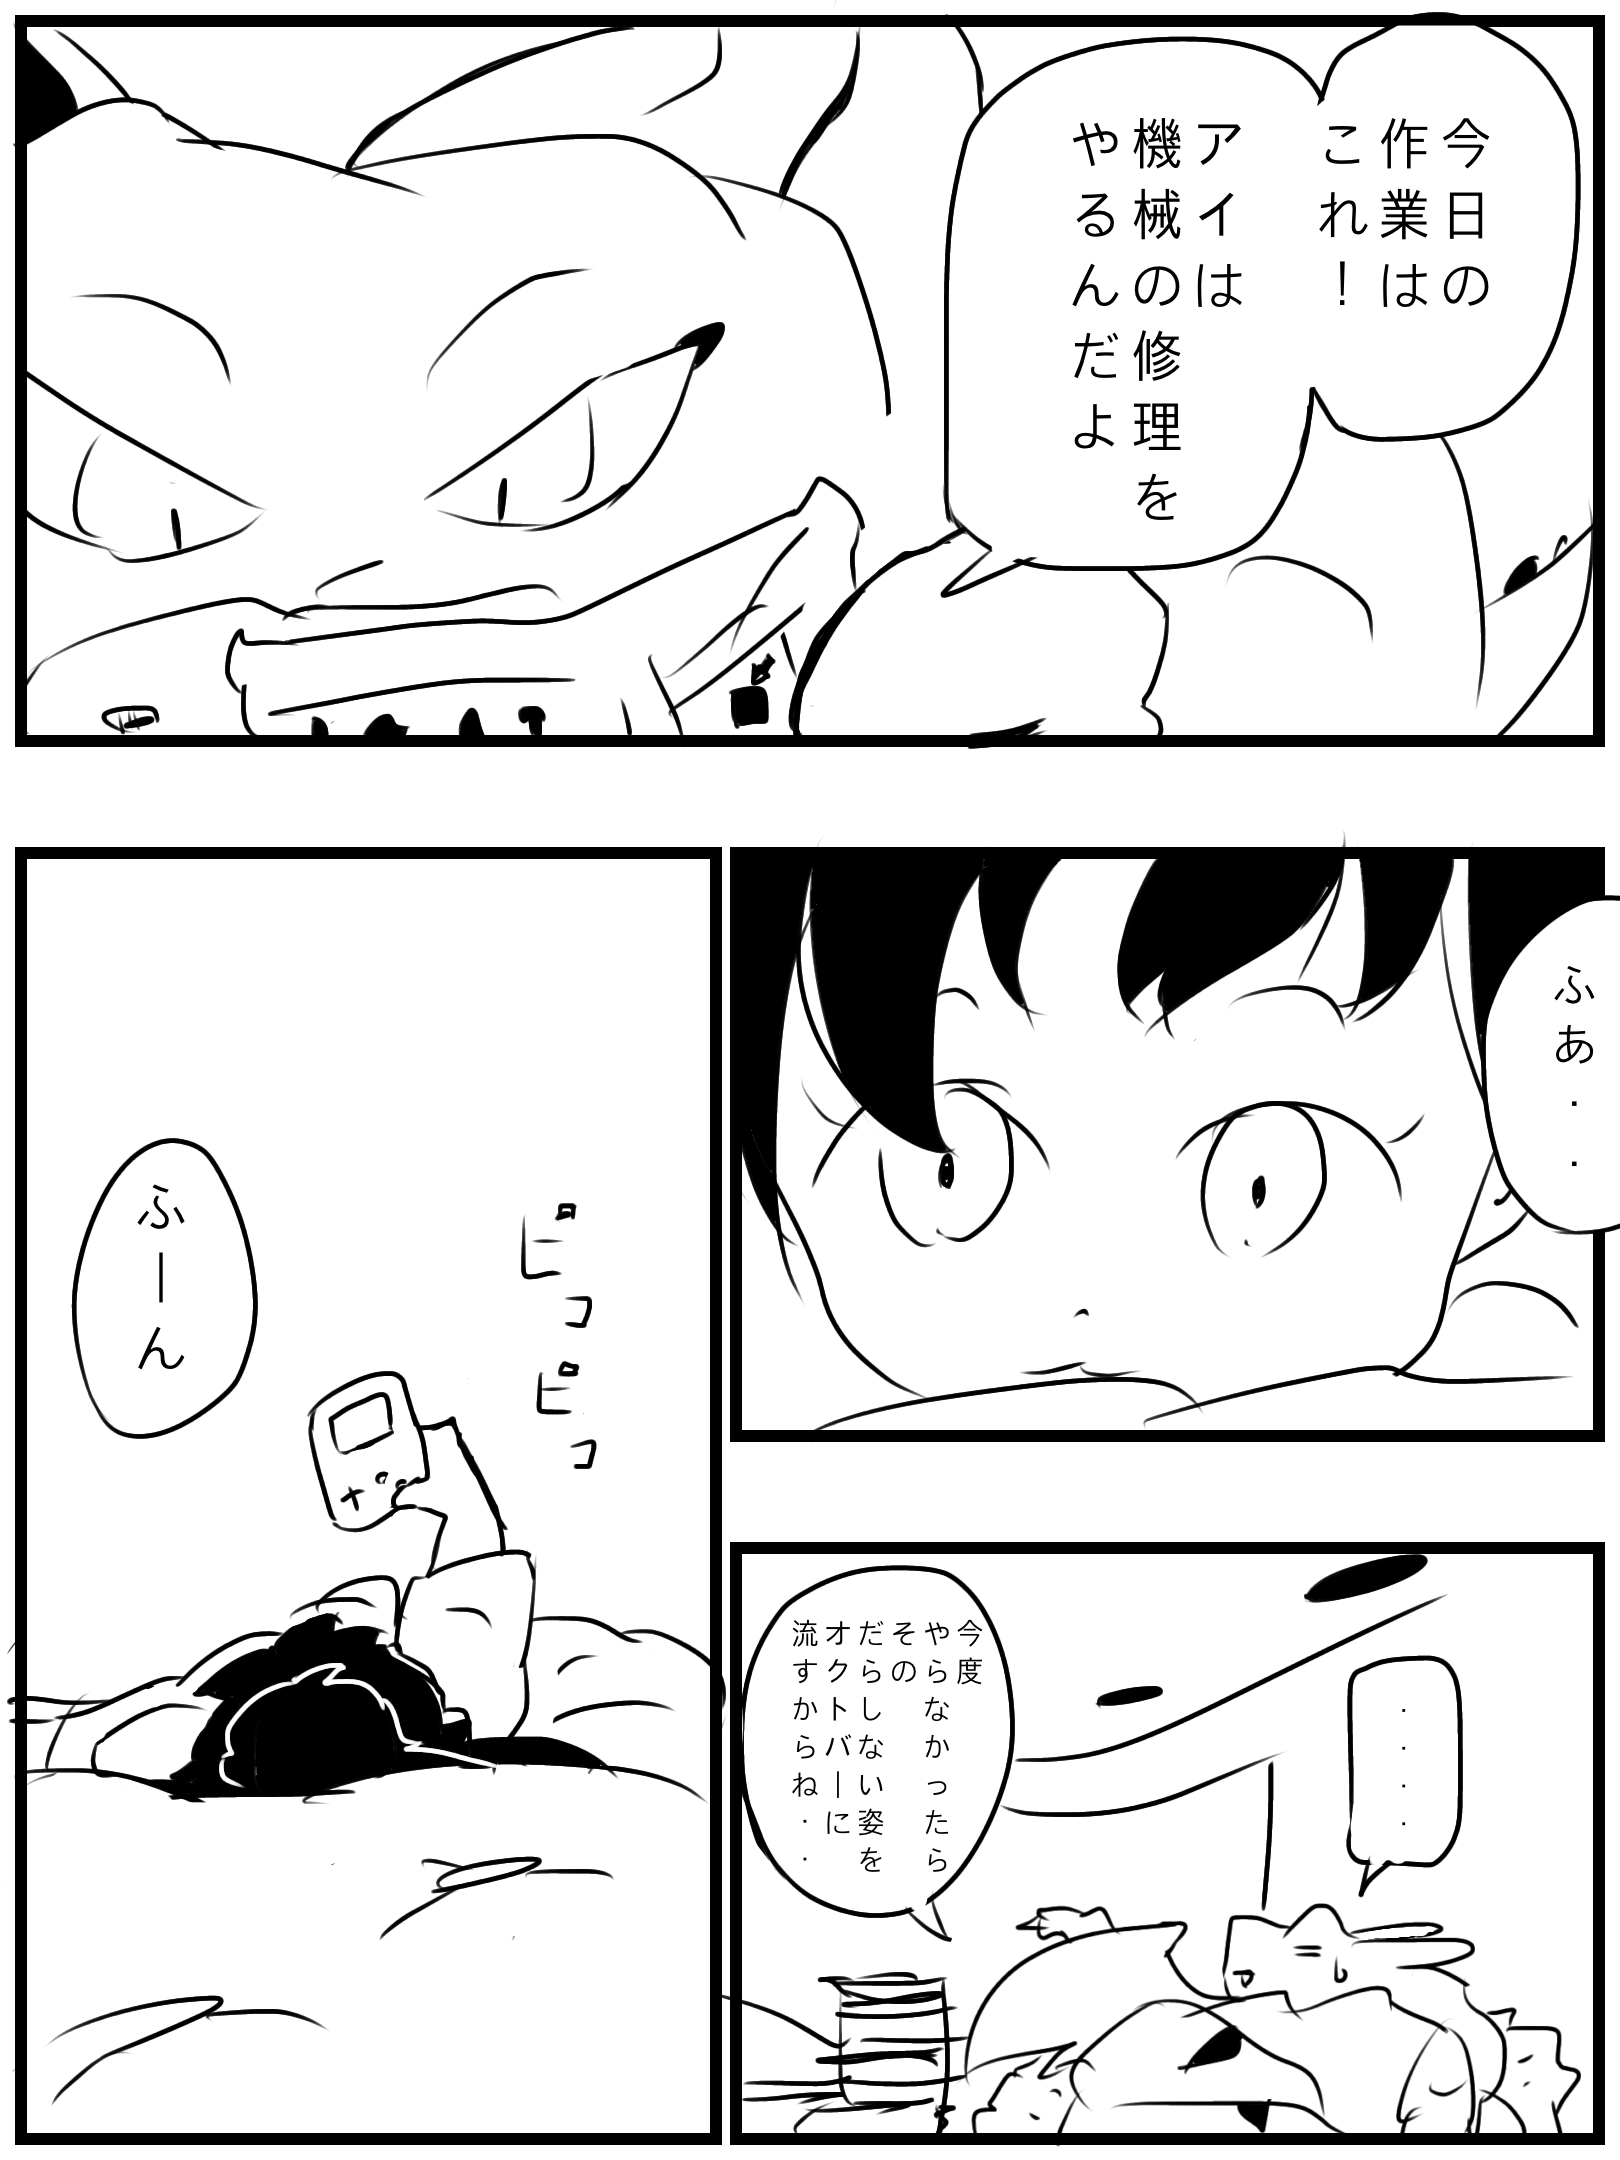 今日の
作業は
これ！
アイは
機械の修理を
やるんだよ
ふあ・・
ピコ
ピコ
ふーん
・・・・
今度
やらなかったら
その
だらしない姿を
オクトバーに
流すからね・・